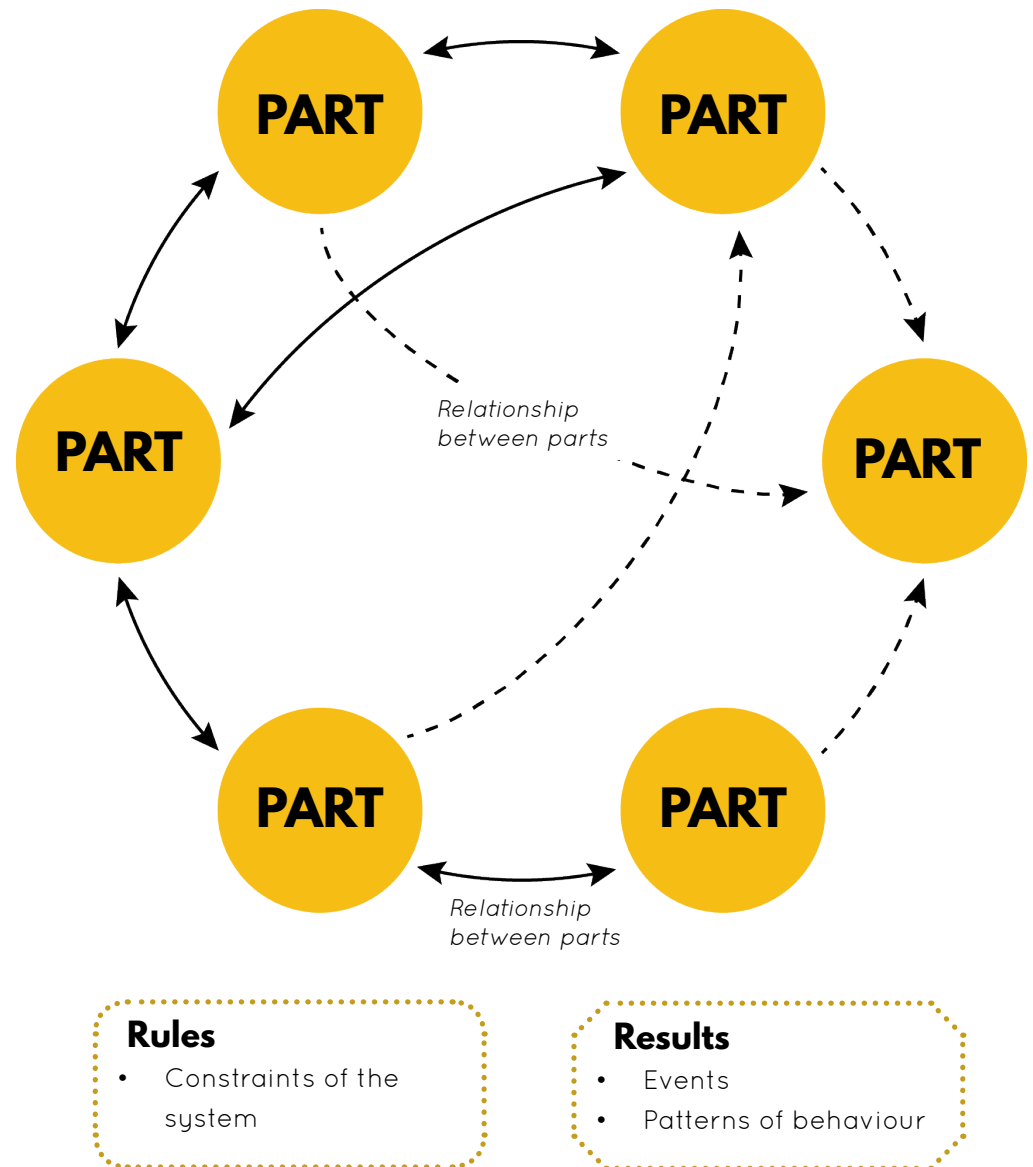 PART
PART
PART
Relationship
between parts
PART
PART
PART
Relationship
between parts
Rules
• Constraints of the
system
Results
• Events
• Patterns of behaviour